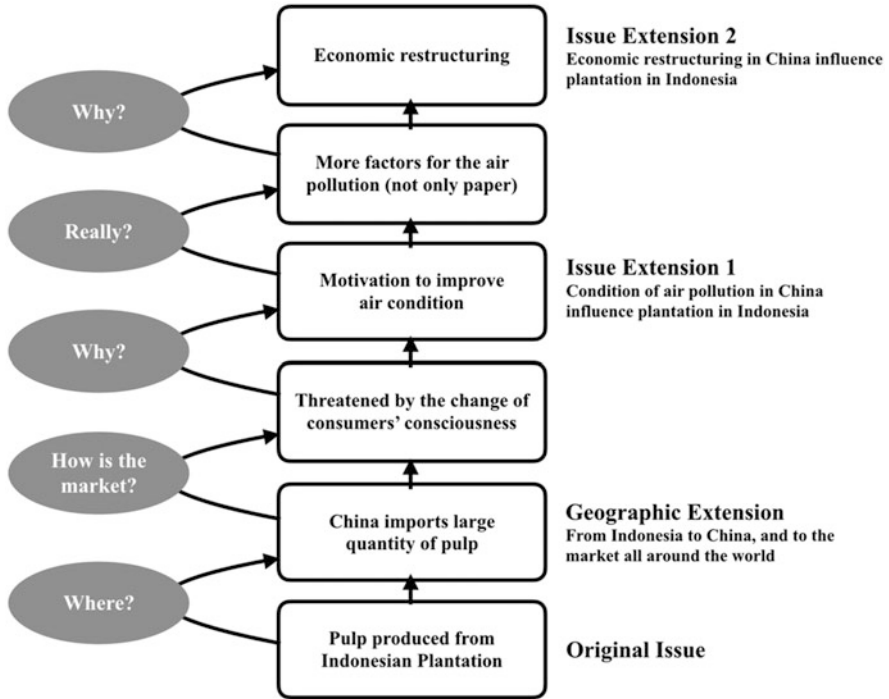 Economic restructuring
Issue Extension 2
Economic restructuring in China influence
plantation in Indonesia
Why?
More factors for the air
pollution (not only paper)
Really?
Motivation to improve
air condition
Issue Extension 1
Condition of air pollution in China
influence plantation in Indonesia
Why?
Threatened by the change of
consumers’ consciousness
How is the
market?
China imports large
quantity of pulp
Geographic Extension
From Indonesia to China, and to the
market all around the world
Where?
Pulp produced from
Indonesian Plantation
Original Issue